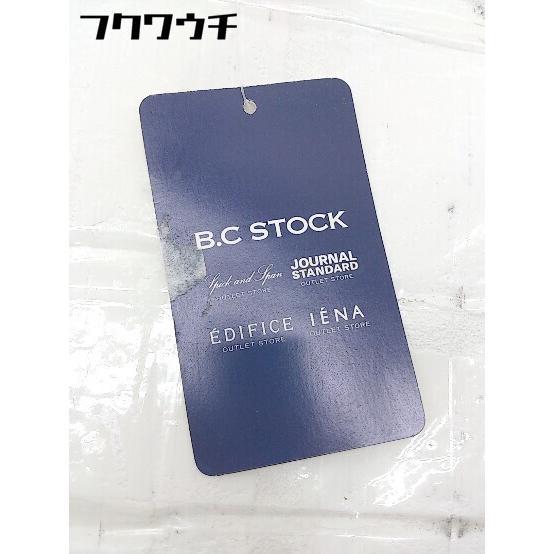 フクワウチ
B.C STOCK
Spick and Span
OUTLET STORE
JOURNAL
STANDARD
OUTLET STORE
ÉDIFICE
OUTLET STORE
IÉNA
OUTLET STORE